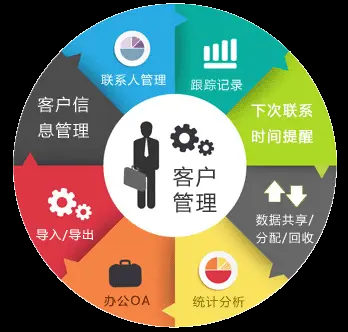 联系人管理
跟踪记录
下次联系
时间提醒
数据共享/
分配/回收
统计分析
办公OA
导入/导出
客户信
息管理
客户
管理